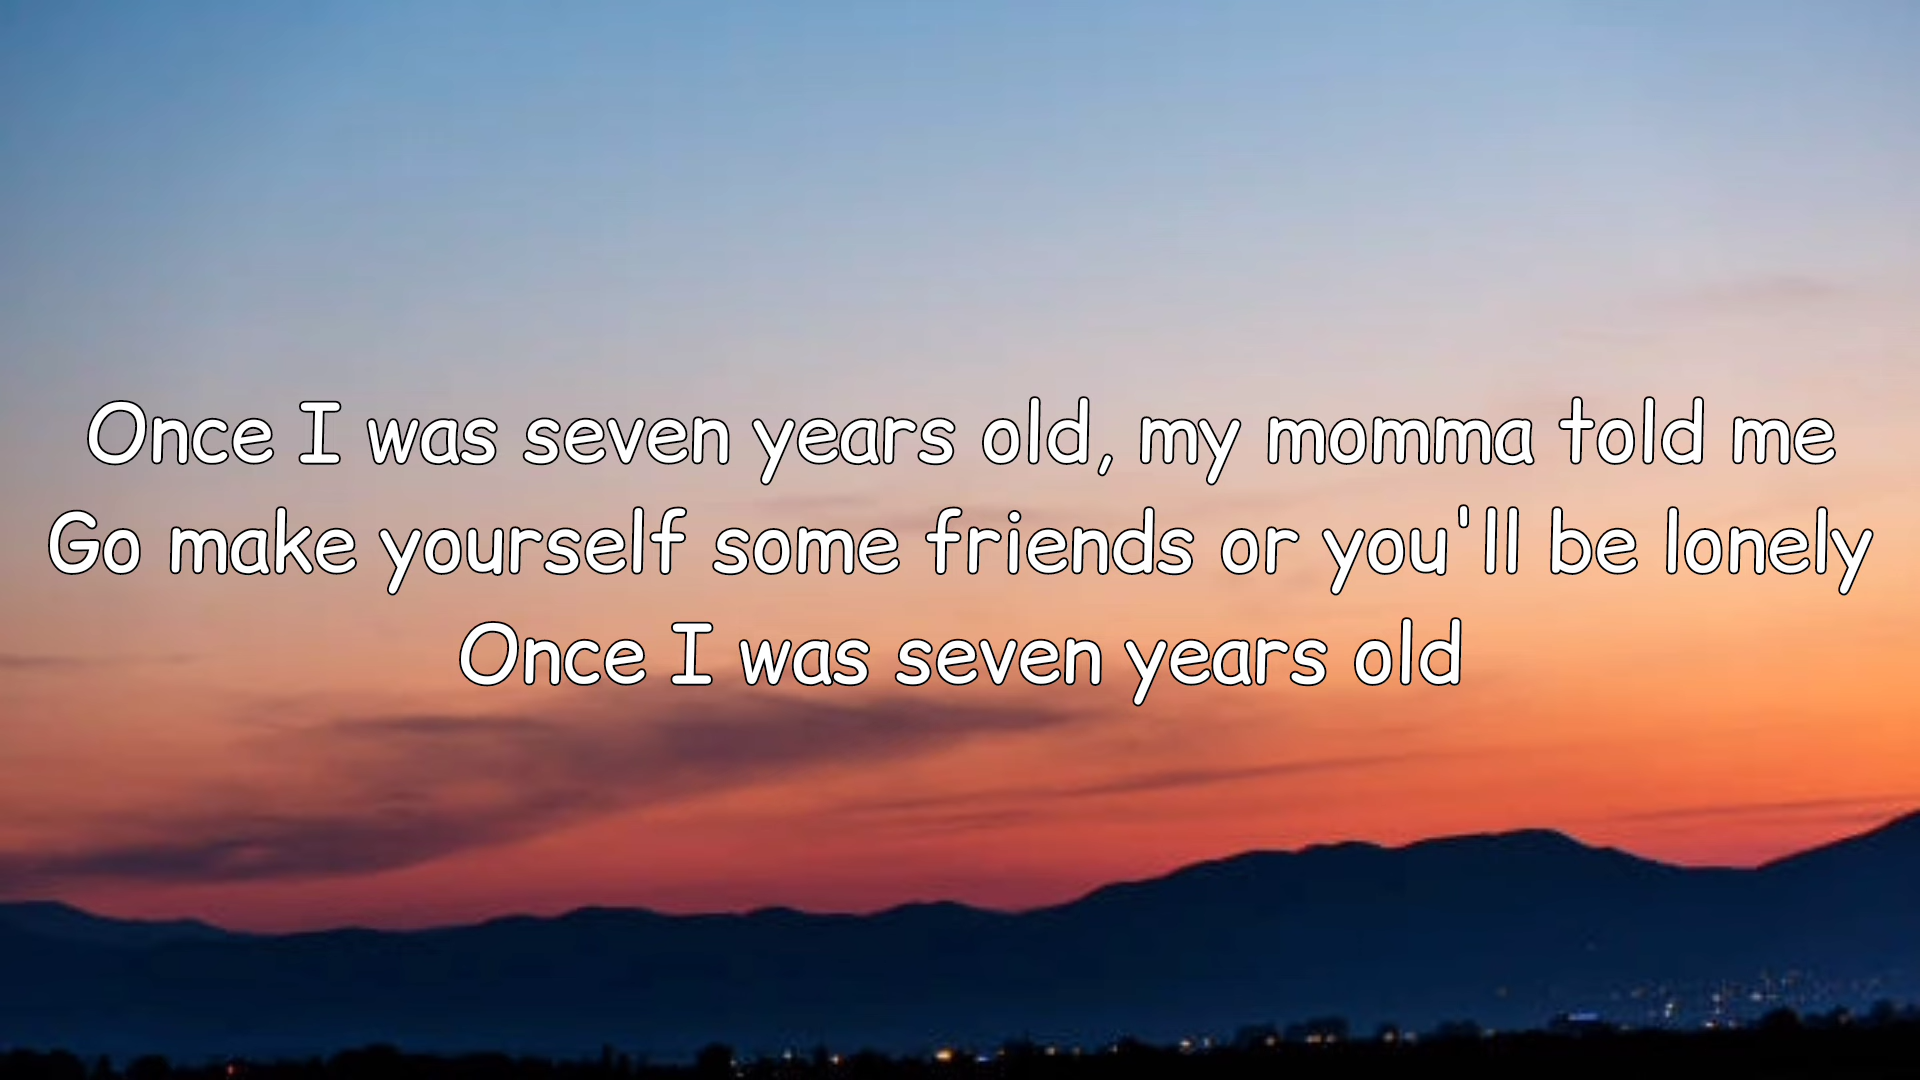 Once I was seven years old, my momma told me
Go make yourself some friends or you'll be lonely
Once I was seven years old